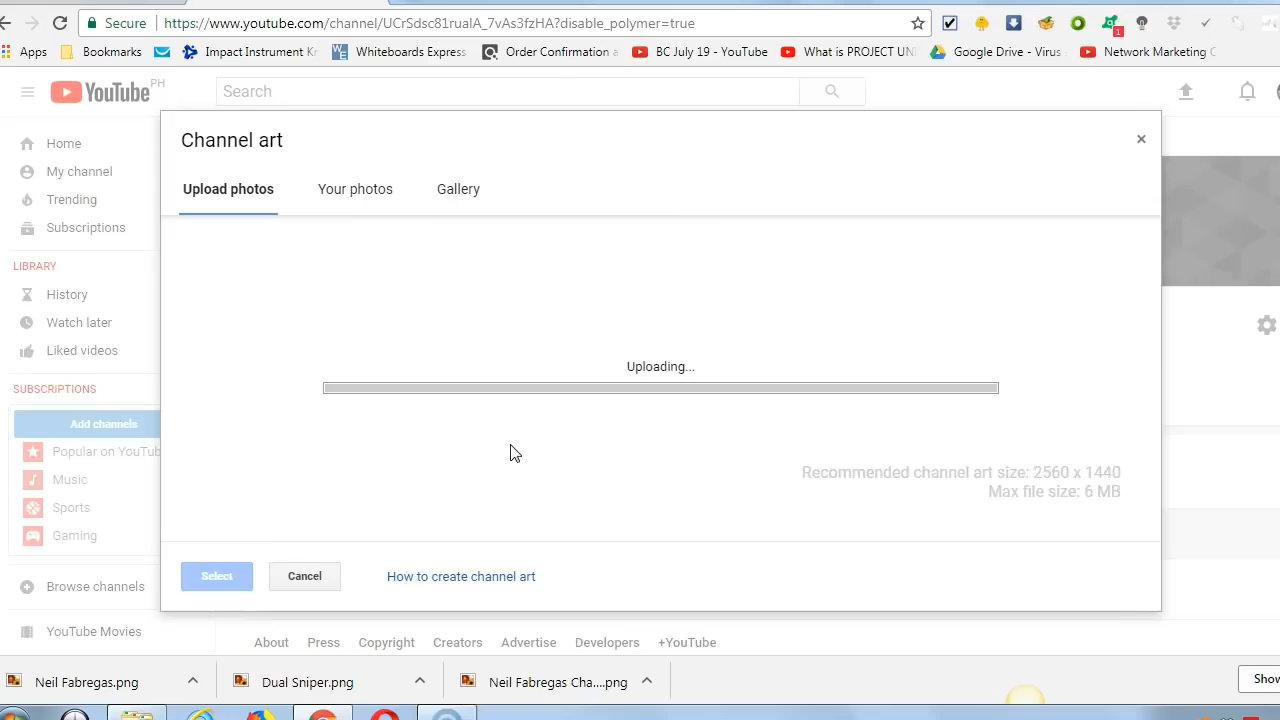 Secure
https://www.youtube.com/channel/UCrSdsc81rualA_7vAs3fzHA?disable_polymer=true
1
Apps
Bookmarks
Impact Instrument
Whiteboards Express
Order Confirmation
BC July 19 - YouTube
What is PROJECT
Google Drive - Virus
Network Marketing
YouTube PH
Search
Channel art
×
Upload photos
Your photos
Gallery
Home
My channel
Trending
Subscriptions
LIBRARY
History
Watch later
Liked videos
SUBSCRIPTIONS
Add channels
Popular on
Music
Sports
Gaming
Browse channels
YouTube Movies
Uploading...
Recommended channel art size: 2560 x 1440
Max file size: 6 MB
Select
Cancel
How to create channel art
About
Press
Copyright
Creators
Advertise
Developers
+YouTube
Neil Fabregas.png
Dual Sniper.png
Neil Fabregas Cha....png